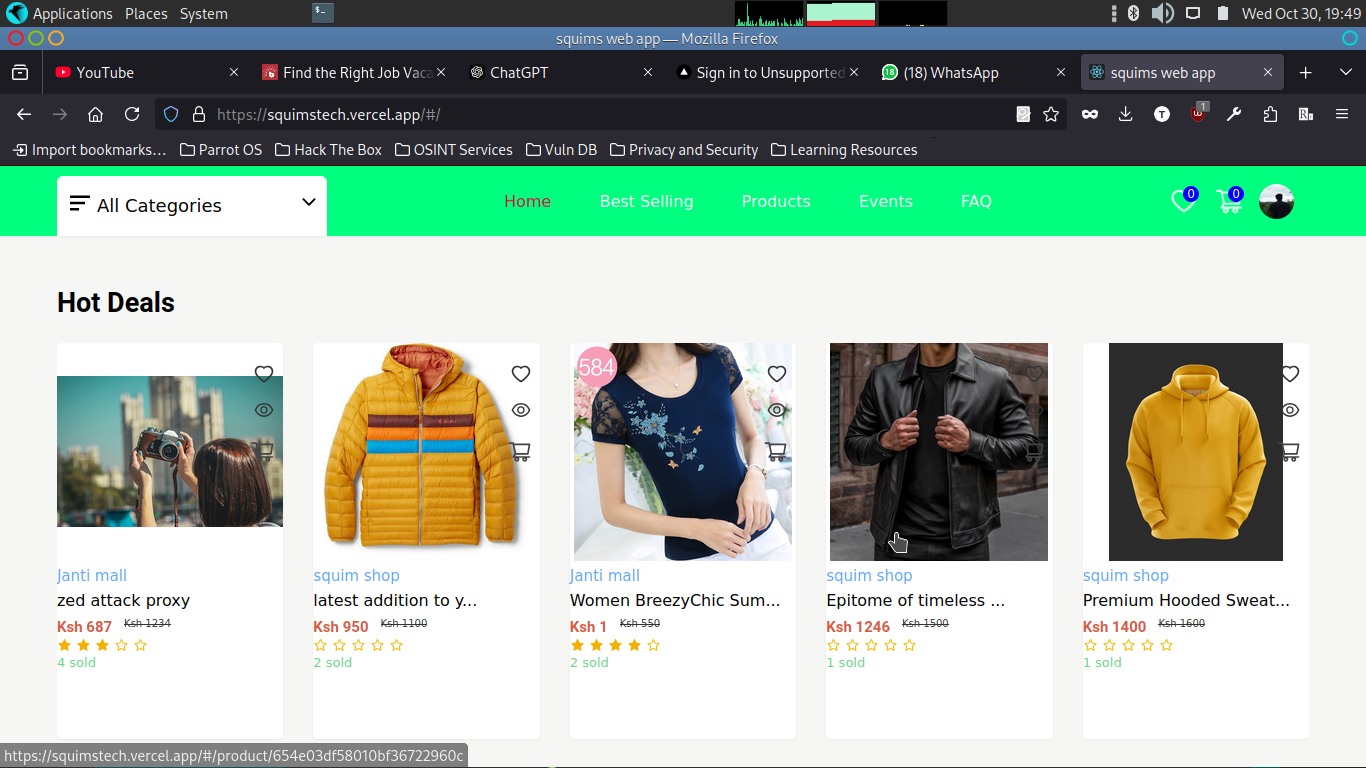 Applications Places System Wed Oct 30, 19:49
squims web app — Mozilla Firefox
YouTube Find the Right Job Vaca ChatGPT Sign in to Unsupported (18) WhatsApp squims web app
https://squimstech.vercel.app/#/ 1
Import bookmarks... Parrot OS Hack The Box OSINT Services Vuln DB Privacy and Security Learning Resources
All Categories Home Best Selling Products Events FAQ 0 0
Hot Deals
584
Janti mall squim shop Janti mall squim shop squim shop
zed attack proxy latest addition to y... Women BreezyChic Sum... Epitome of timeless ... Premium Hooded Sweat...
Ksh 687 Ksh 1234 Ksh 950 Ksh 1100 Ksh 1 Ksh 550 Ksh 1246 Ksh 1500 Ksh 1400 Ksh 1600
4 sold 2 sold 2 sold 1 sold 1 sold
https://squimstech.vercel.app/#/product/654e03df58010bf36722960c